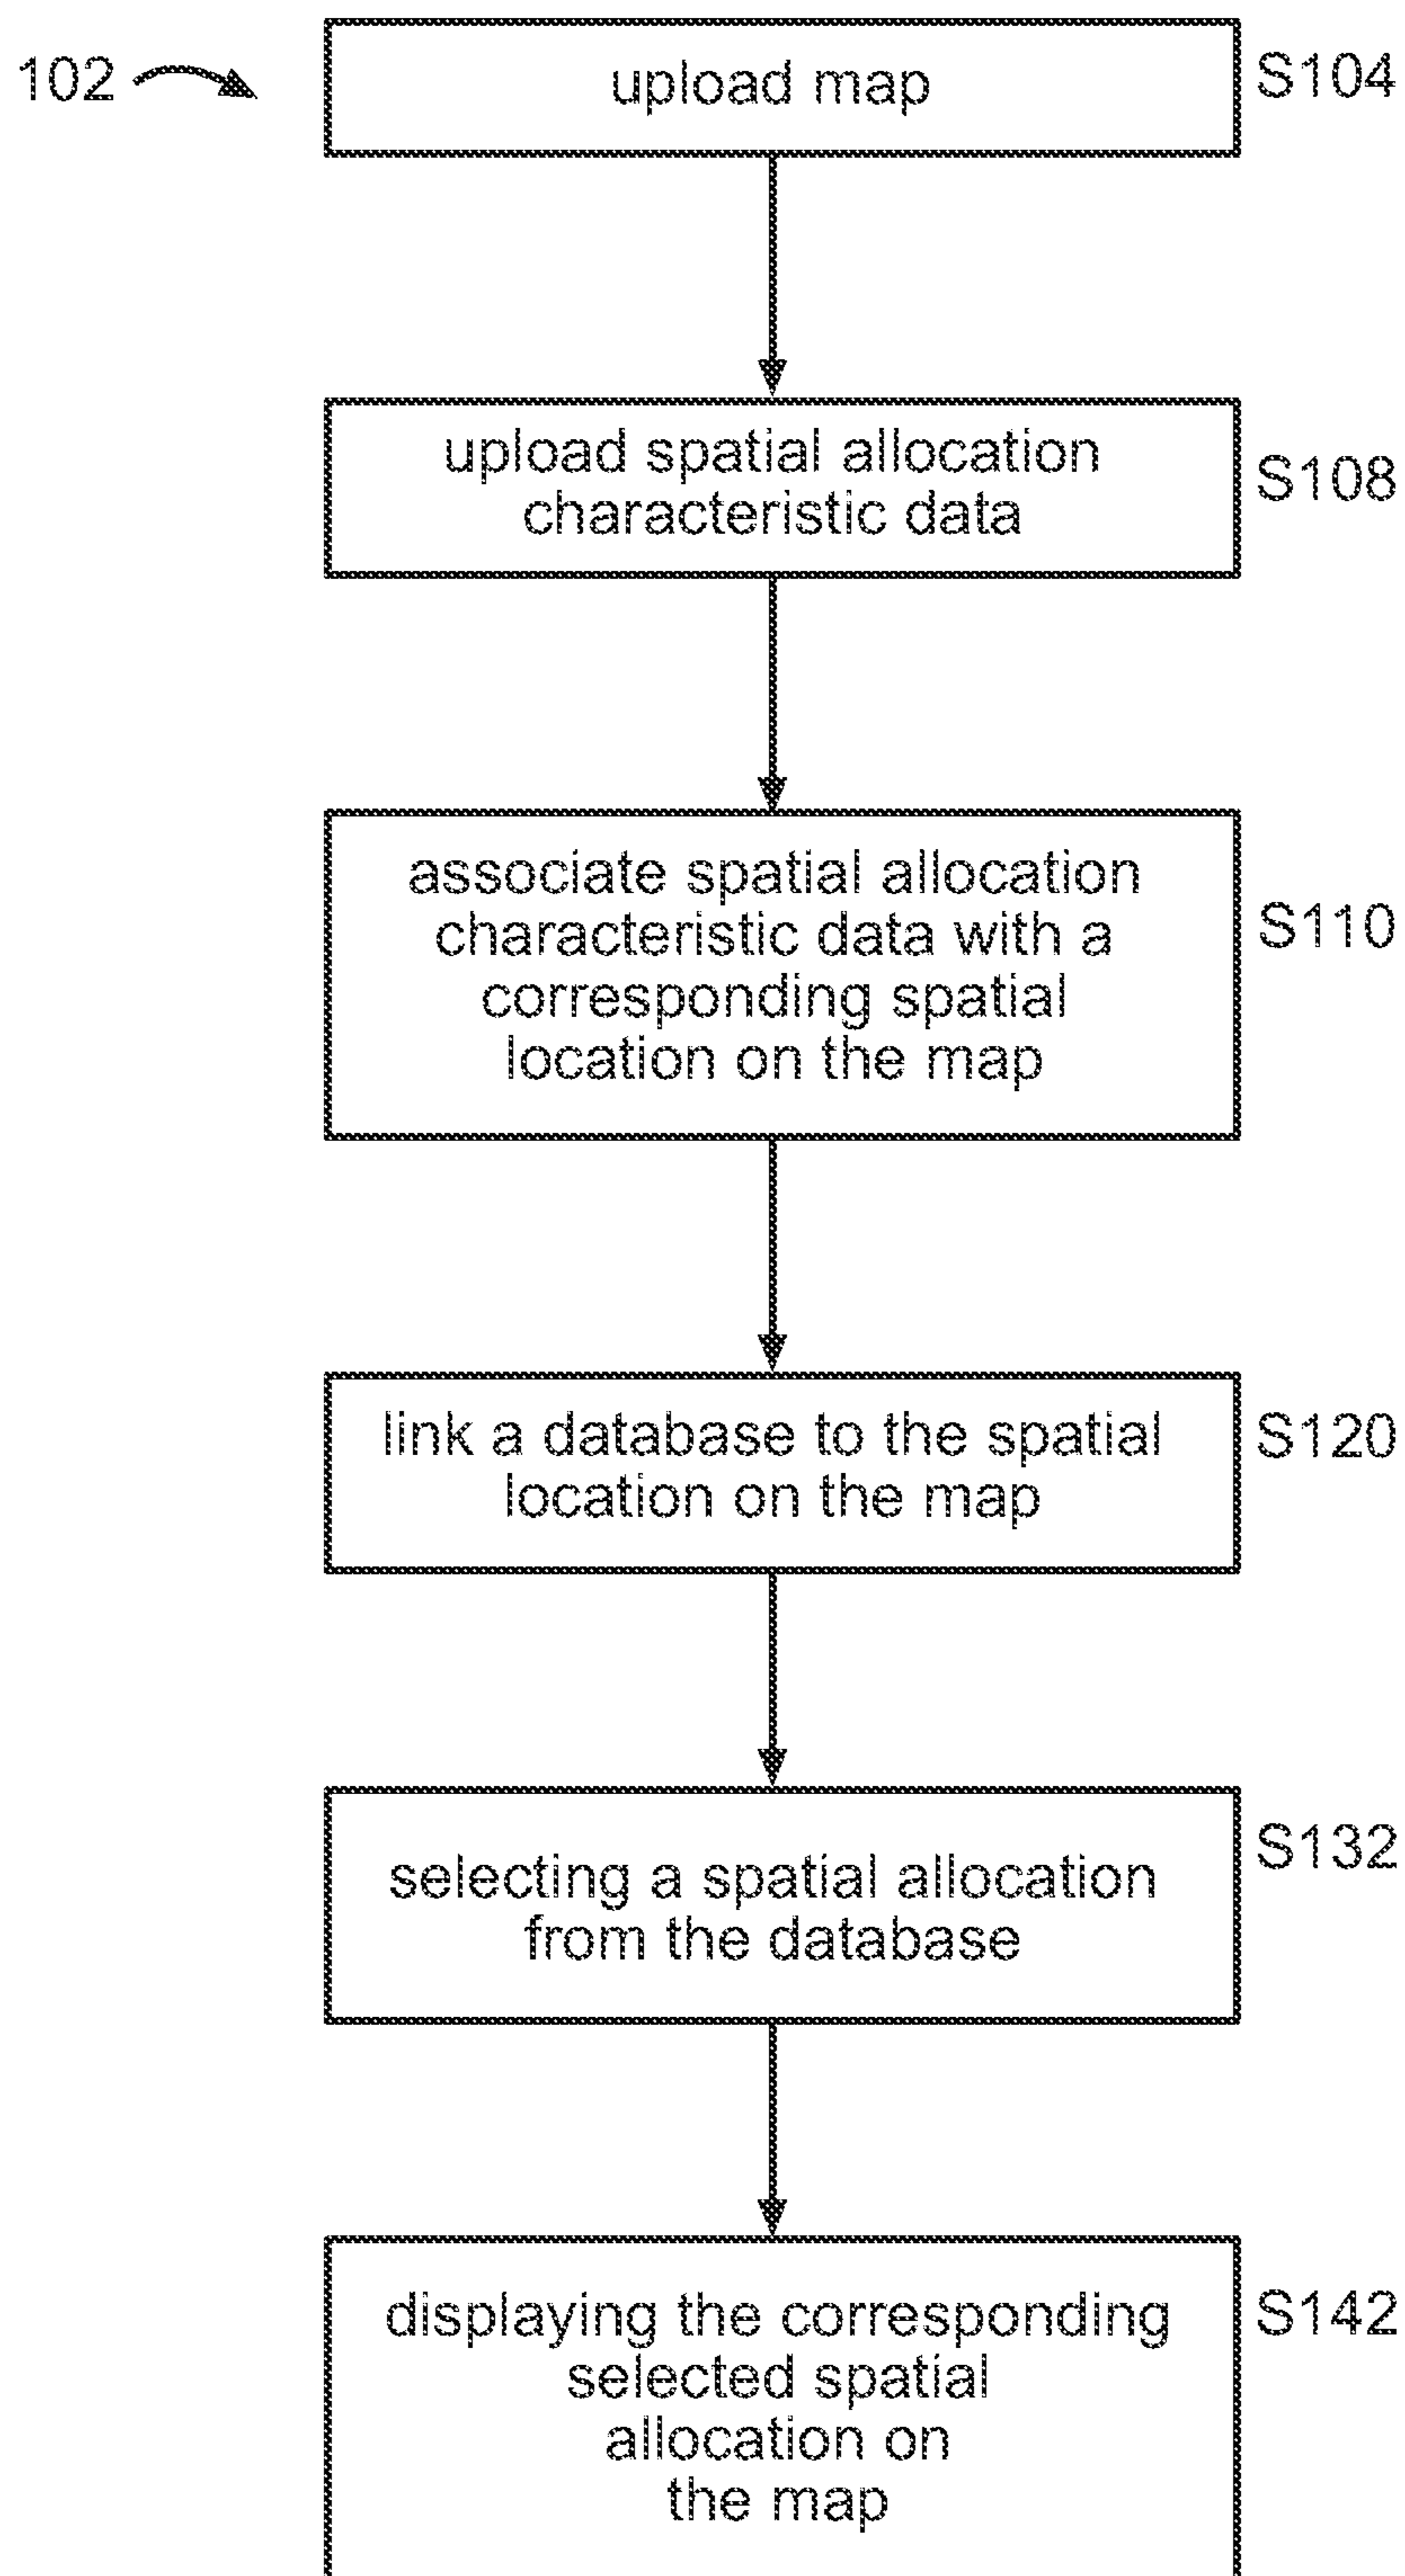 102
upload map
S104
upload spatial allocation
characteristic data
S108
associate spatial allocation
characteristic data with a
corresponding spatial
location on the map
S110
link a database to the spatial
location on the map
S120
selecting a spatial allocation
from the database
S132
displaying the corresponding
selected spatial
allocation on
the map
S142